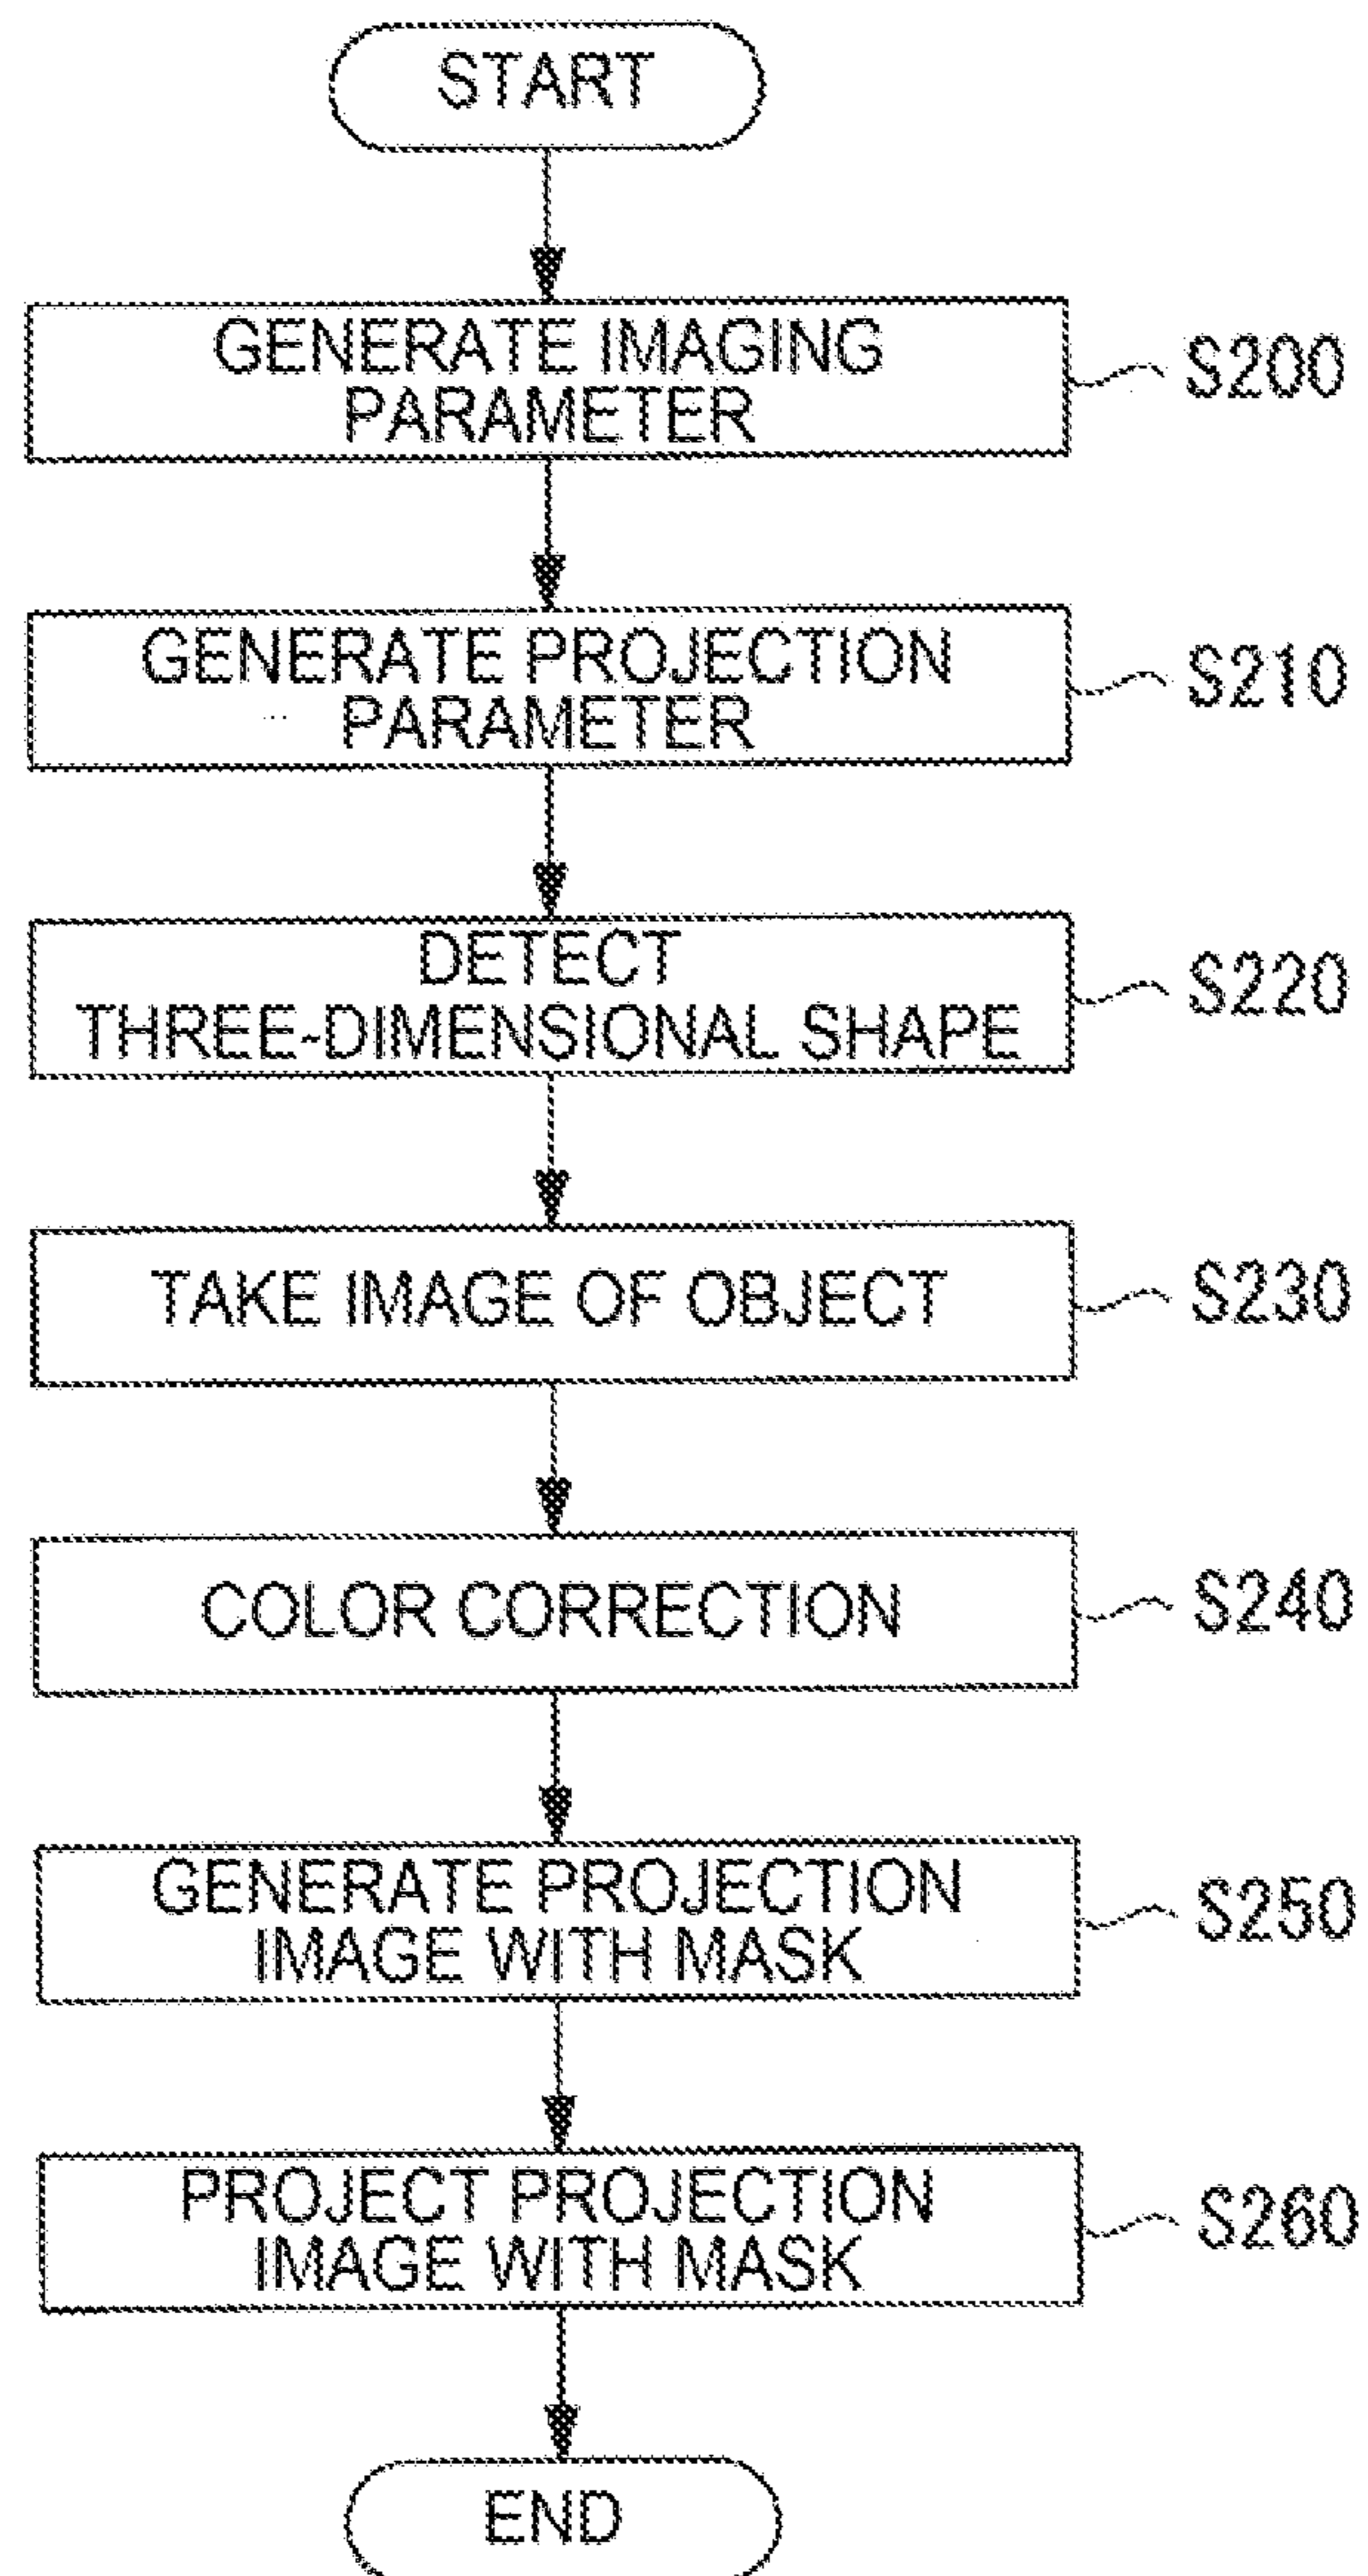 START
GENERATE IMAGING
PARAMETER
S200
GENERATE PROJECTION
PARAMETER
S210
DETECT
THREE-DIMENSIONAL SHAPE
S220
TAKE IMAGE OF OBJECT
S230
COLOR CORRECTION
S240
GENERATE PROJECTION
IMAGE WITH MASK
S250
PROJECT PROJECTION
IMAGE WITH MASK
S260
END